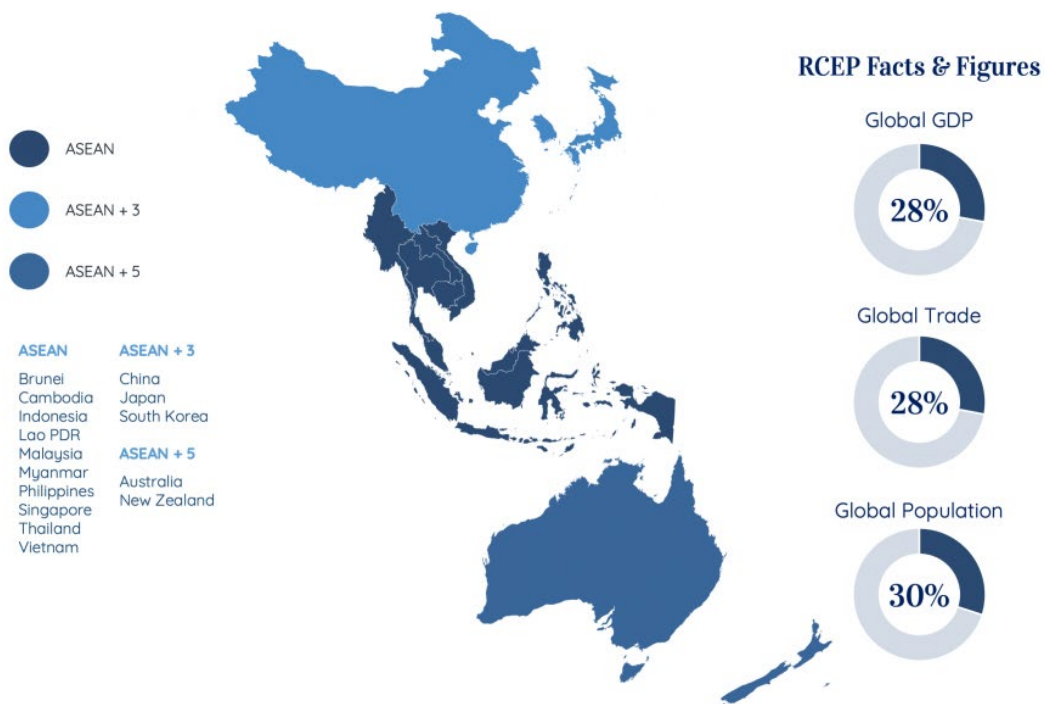 RCEP Facts & Figures
ASEAN
ASEAN + 3
ASEAN + 5
ASEAN
Brunei
Cambodia
Indonesia
Lao PDR
Malaysia
Myanmar
Philippines
Singapore
Thailand
Vietnam
ASEAN + 3
China
Japan
South Korea
ASEAN + 5
Australia
New Zealand
Global GDP
28%
Global Trade
28%
Global Population
30%